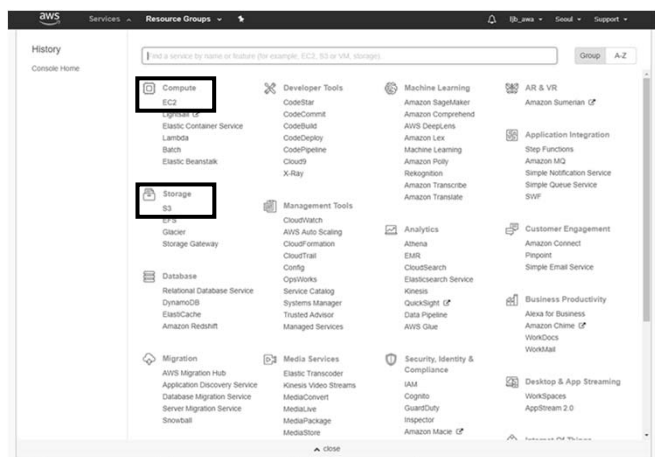 aws Services Resource Groups ljb_awa Seoul Support
History
Console Home
Find a service by name or feature (for example, EC2, S3 or VM, storage).
Group A-Z
Compute
EC2
Lightsail
Elastic Container Service
Lambda
Batch
Elastic Beanstalk
Storage
S3
EFS
Glacier
Storage Gateway
Database
Relational Database Service
DynamoDB
ElastiCache
Amazon Redshift
Migration
AWS Migration Hub
Application Discovery Service
Database Migration Service
Server Migration Service
Snowball
Developer Tools
CodeStar
CodeCommit
CodeBuild
CodeDeploy
CodePipeline
Cloud9
X-Ray
Management Tools
CloudWatch
AWS Auto Scaling
CloudFormation
CloudTrail
Config
OpsWorks
Service Catalog
Systems Manager
Trusted Advisor
Managed Services
Media Services
Elastic Transcoder
Kinesis Video Streams
MediaConvert
MediaLive
MediaPackage
MediaStore
Machine Learning
Amazon SageMaker
Amazon Comprehend
AWS DeepLens
Amazon Lex
Machine Learning
Amazon Polly
Rekognition
Amazon Transcribe
Amazon Translate
Analytics
Athena
EMR
CloudSearch
Elasticsearch Service
Kinesis
QuickSight
Data Pipeline
AWS Glue
Security, Identity &
Compliance
IAM
Cognito
GuardDuty
Inspector
Amazon Macie
AR & VR
Amazon Sumerian
Application Integration
Step Functions
Amazon MQ
Simple Notification Service
Simple Queue Service
SWF
Customer Engagement
Amazon Connect
Pinpoint
Simple Email Service
Business Productivity
Alexa for Business
Amazon Chime
WorkDocs
WorkMail
Desktop & App Streaming
WorkSpaces
AppStream 2.0
Internet Of Things
close